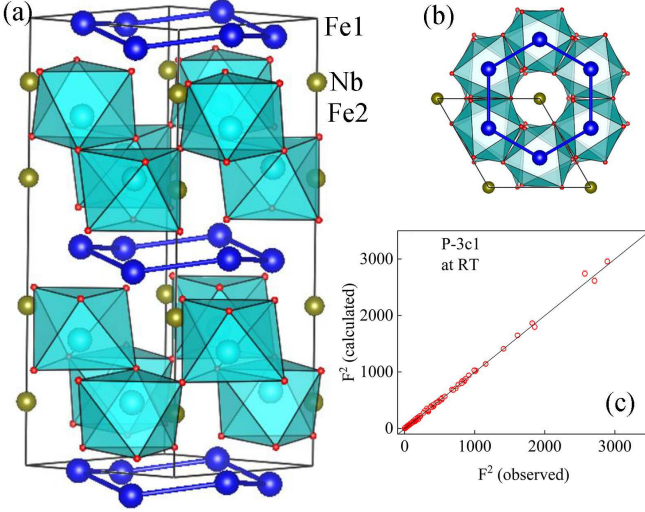 (a)
Fe1
Nb
Fe2
(b)
P-3c1
at RT
(c)
3000
2000
1000
0
0
1000
2000
3000
F² (calculated)
F² (observed)